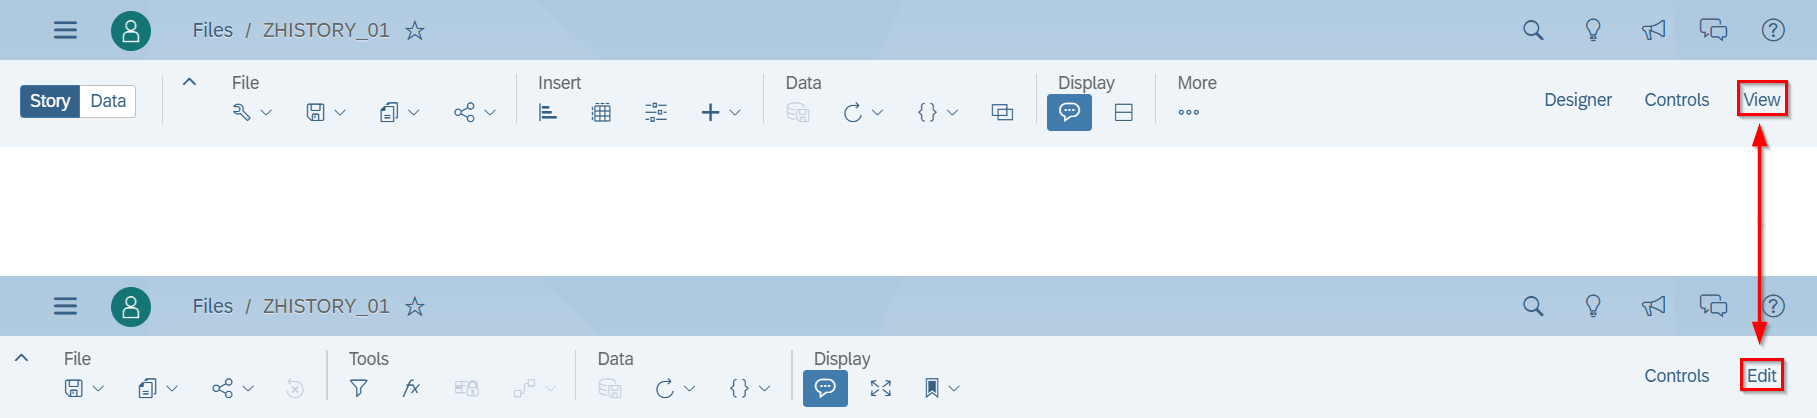 Files / ZHISTORY_01
Story Data File Insert Data Display More Designer Controls View
Files / ZHISTORY_01
File Tools Data Display Controls Edit